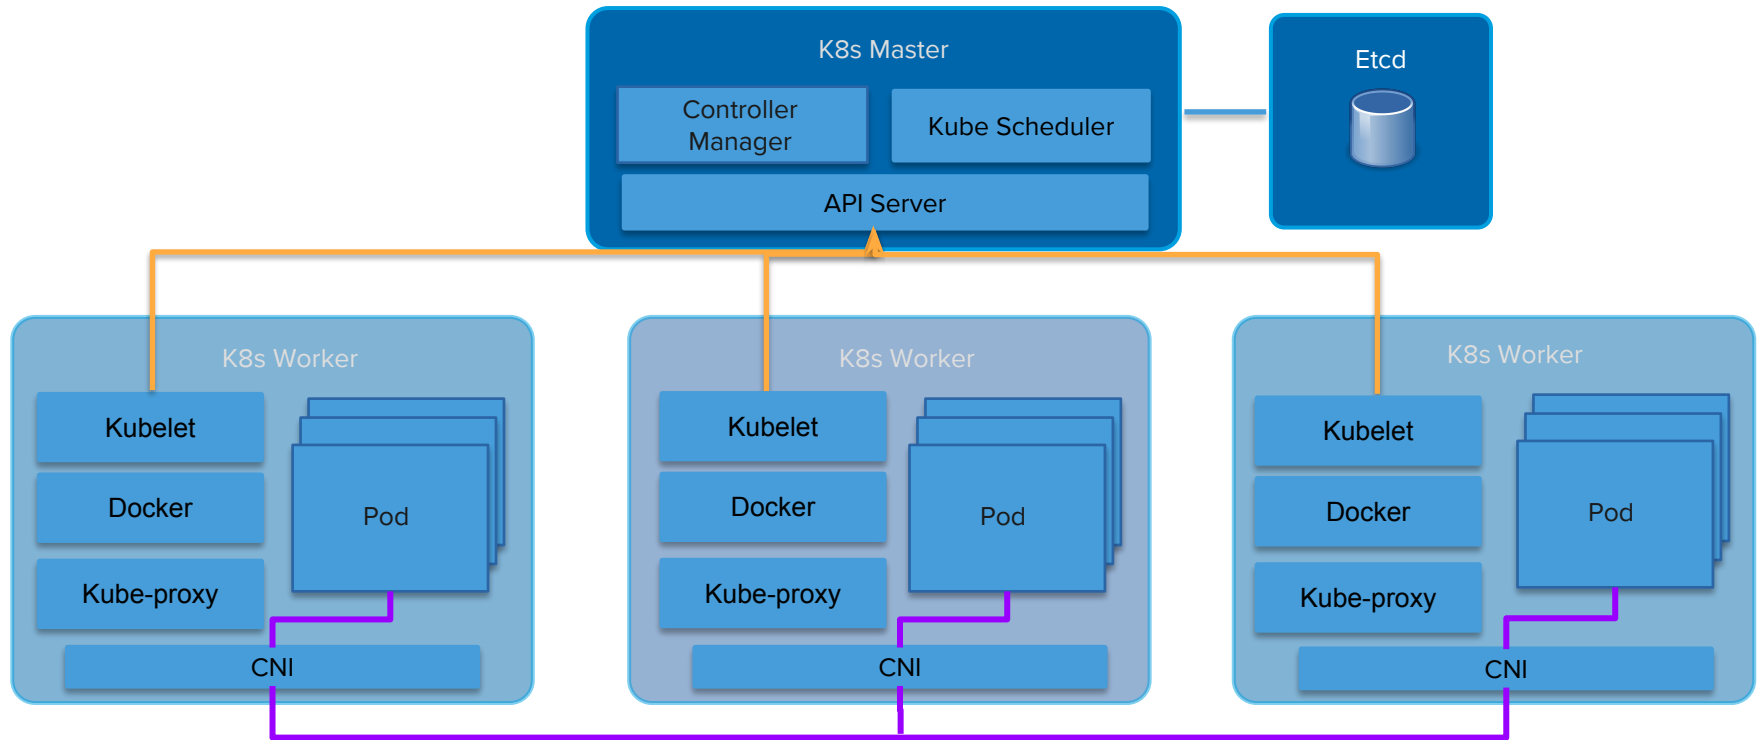 K8s Master
Etcd
Controller
Manager
Kube Scheduler
API Server
K8s Worker
Kubelet
Docker
Pod
Kube-proxy
CNI
K8s Worker
Kubelet
Docker
Pod
Kube-proxy
CNI
K8s Worker
Kubelet
Docker
Pod
Kube-proxy
CNI